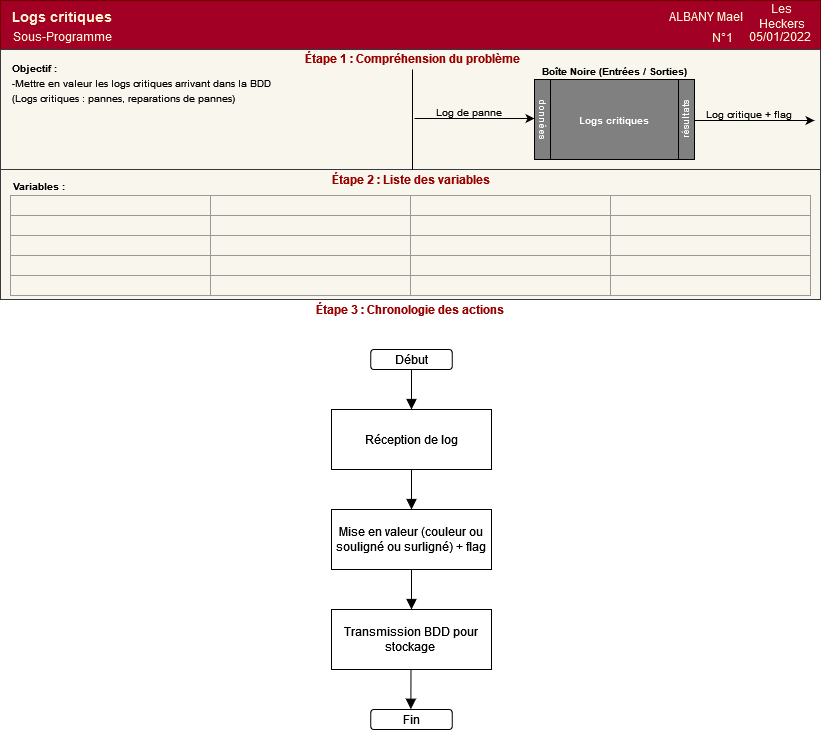 Logs critiques
Sous-Programme
ALBANY Mael
N°1
Les
Heckers
05/01/2022
Étape 1 : Compréhension du problème
Objectif :
-Mettre en valeur les logs critiques arrivant dans la BDD
(Logs critiques : pannes, reparations de pannes)
Boîte Noire (Entrées / Sorties)
Log de panne
données
Logs critiques
résultats
Log critique + flag
Étape 2 : Liste des variables
Variables :
Étape 3 : Chronologie des actions
Début
Réception de log
Mise en valeur (couleur ou
souligné ou surligné) + flag
Transmission BDD pour
stockage
Fin